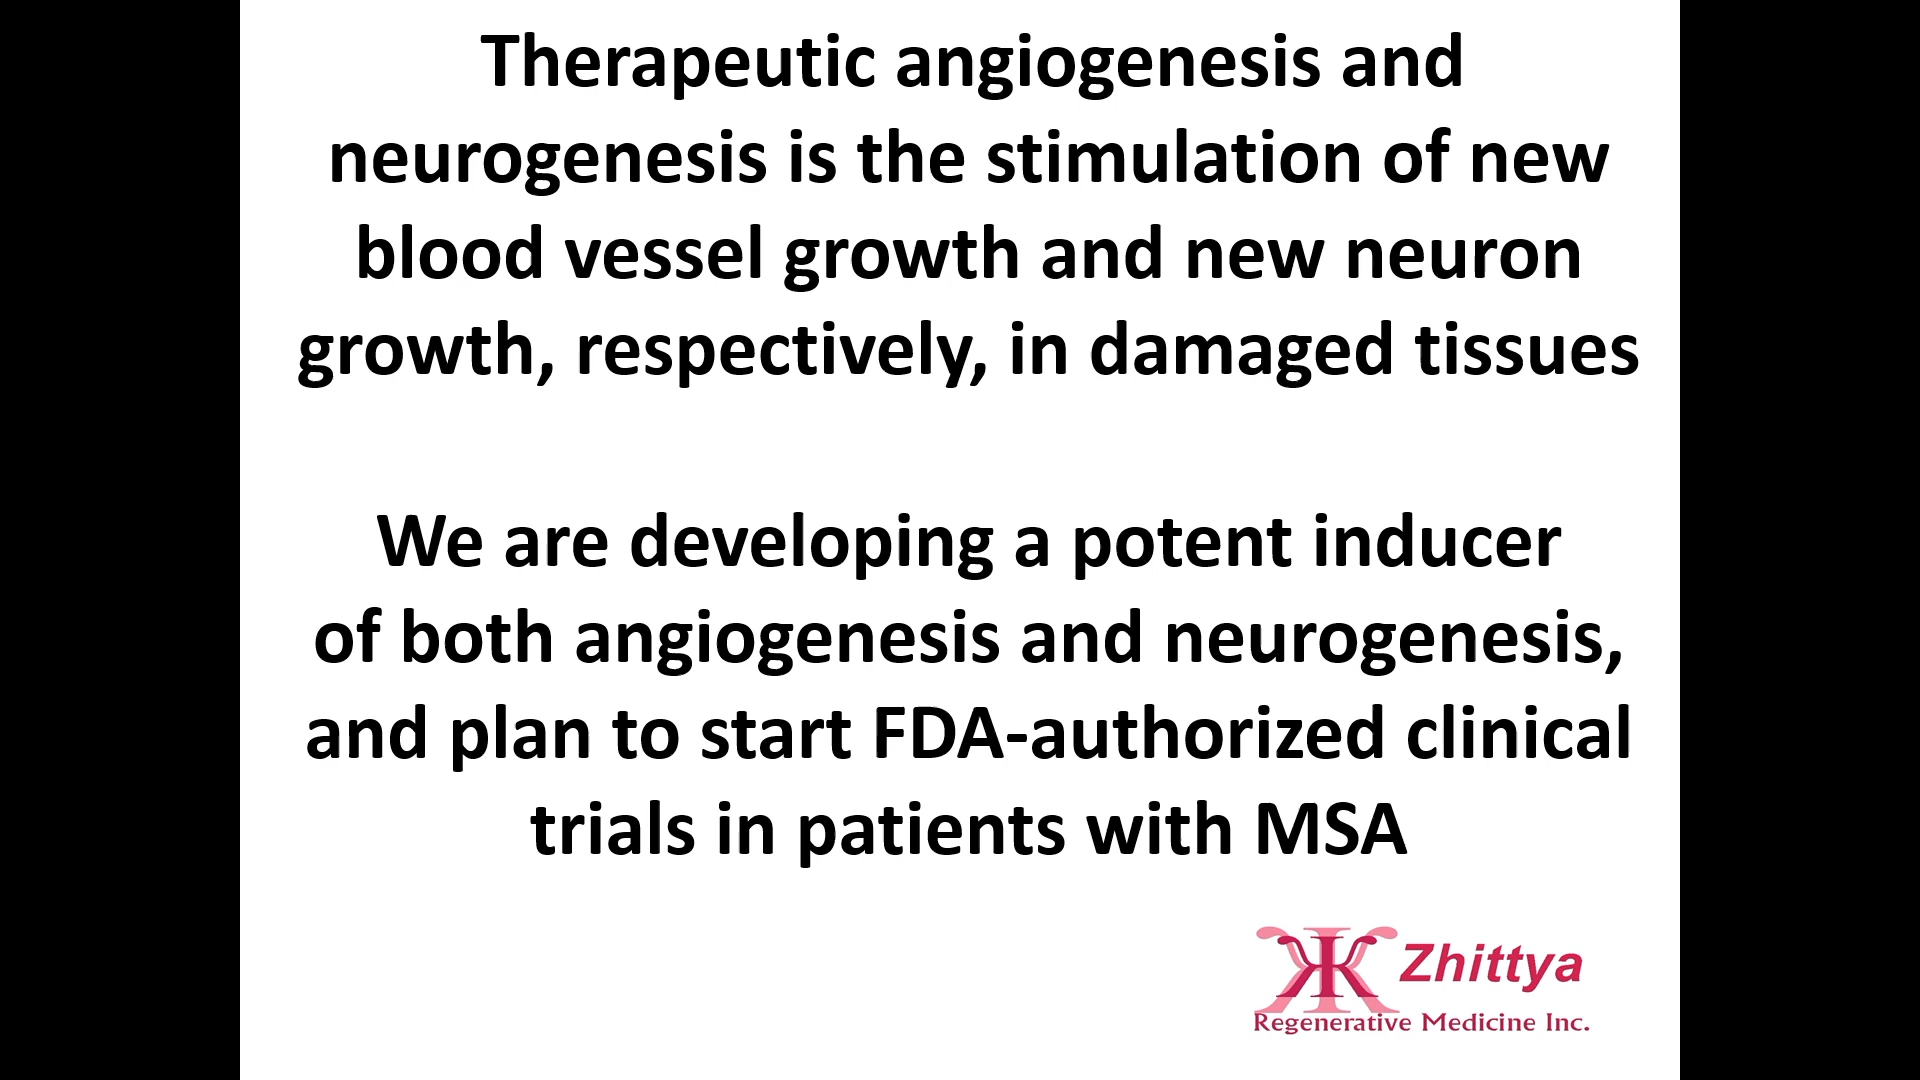 Therapeutic angiogenesis and
neurogenesis is the stimulation of new
blood vessel growth and new neuron
growth, respectively, in damaged tissues
We are developing a potent inducer
of both angiogenesis and neurogenesis,
and plan to start FDA-authorized clinical
trials in patients with MSA
Zhittya
Regenerative Medicine Inc.